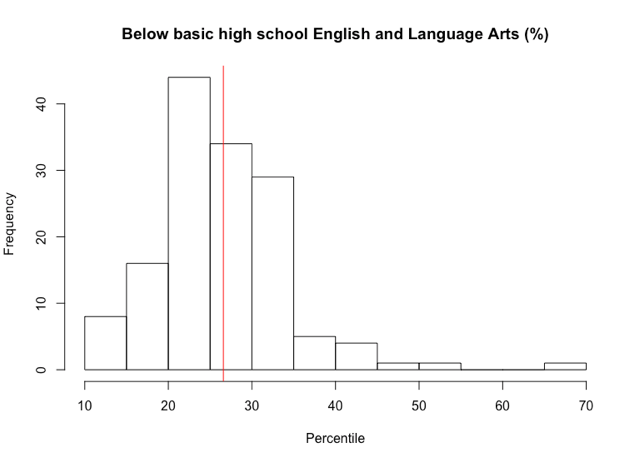 Below basic high school English and Language Arts (%)
Frequency
40
30
20
10
0
10 20 30 40 50 60 70
Percentile